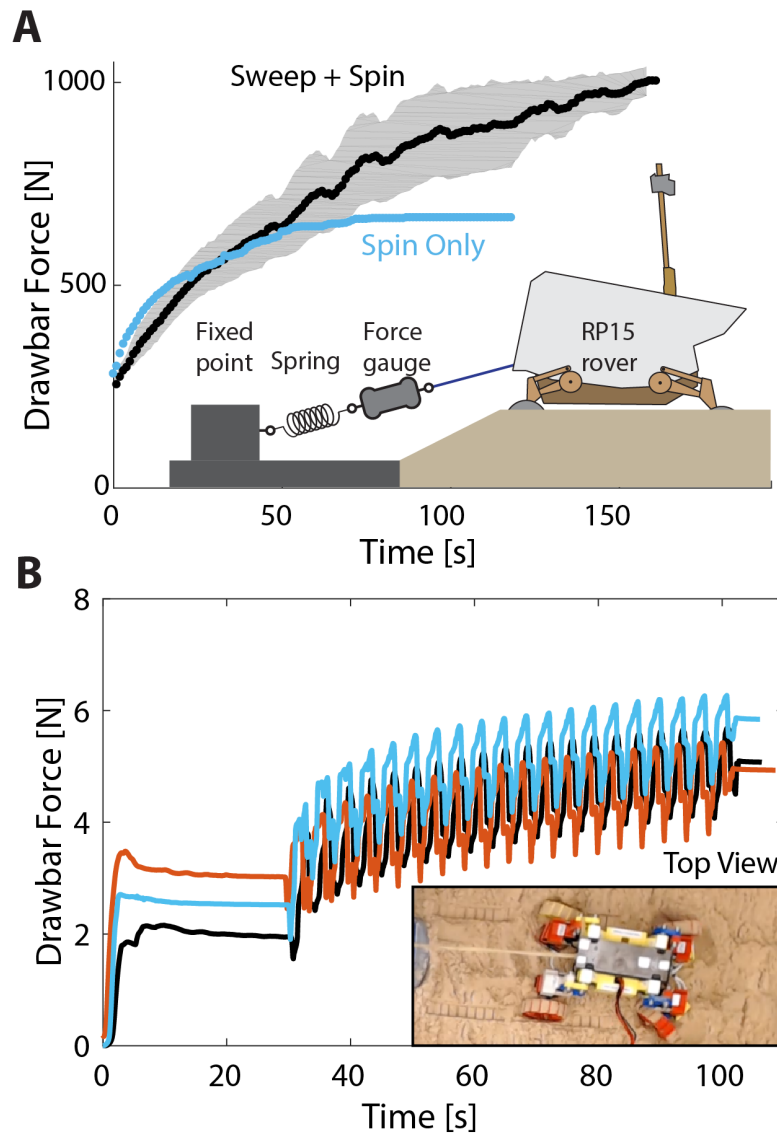 A
Drawbar Force [N]
1000
500
0
Sweep + Spin
Spin Only
Fixed
point
Spring
Force
gauge
RP15
rover
0
50
100
150
Time [s]
B
Drawbar Force [N]
8
6
4
2
0
Top View
0
20
40
60
80
100
Time [s]